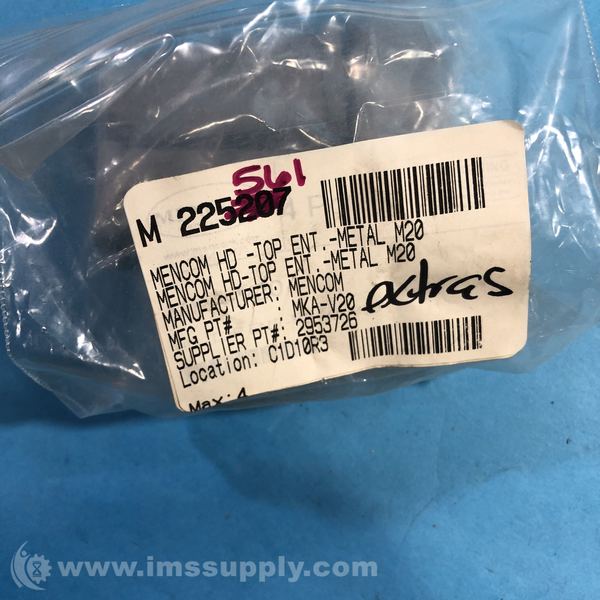 561
M 225207
MENCOM HD -TOP ENT.-METAL M20
MENCOM HD-TOP ENT.-METAL M20
MANUFACTURER: MENCOM
MFG PT# : MKA-V20
SUPPLIER PT#: 2953726
Location: C1D10R3
extras
Max: 4
www.imssupply.com